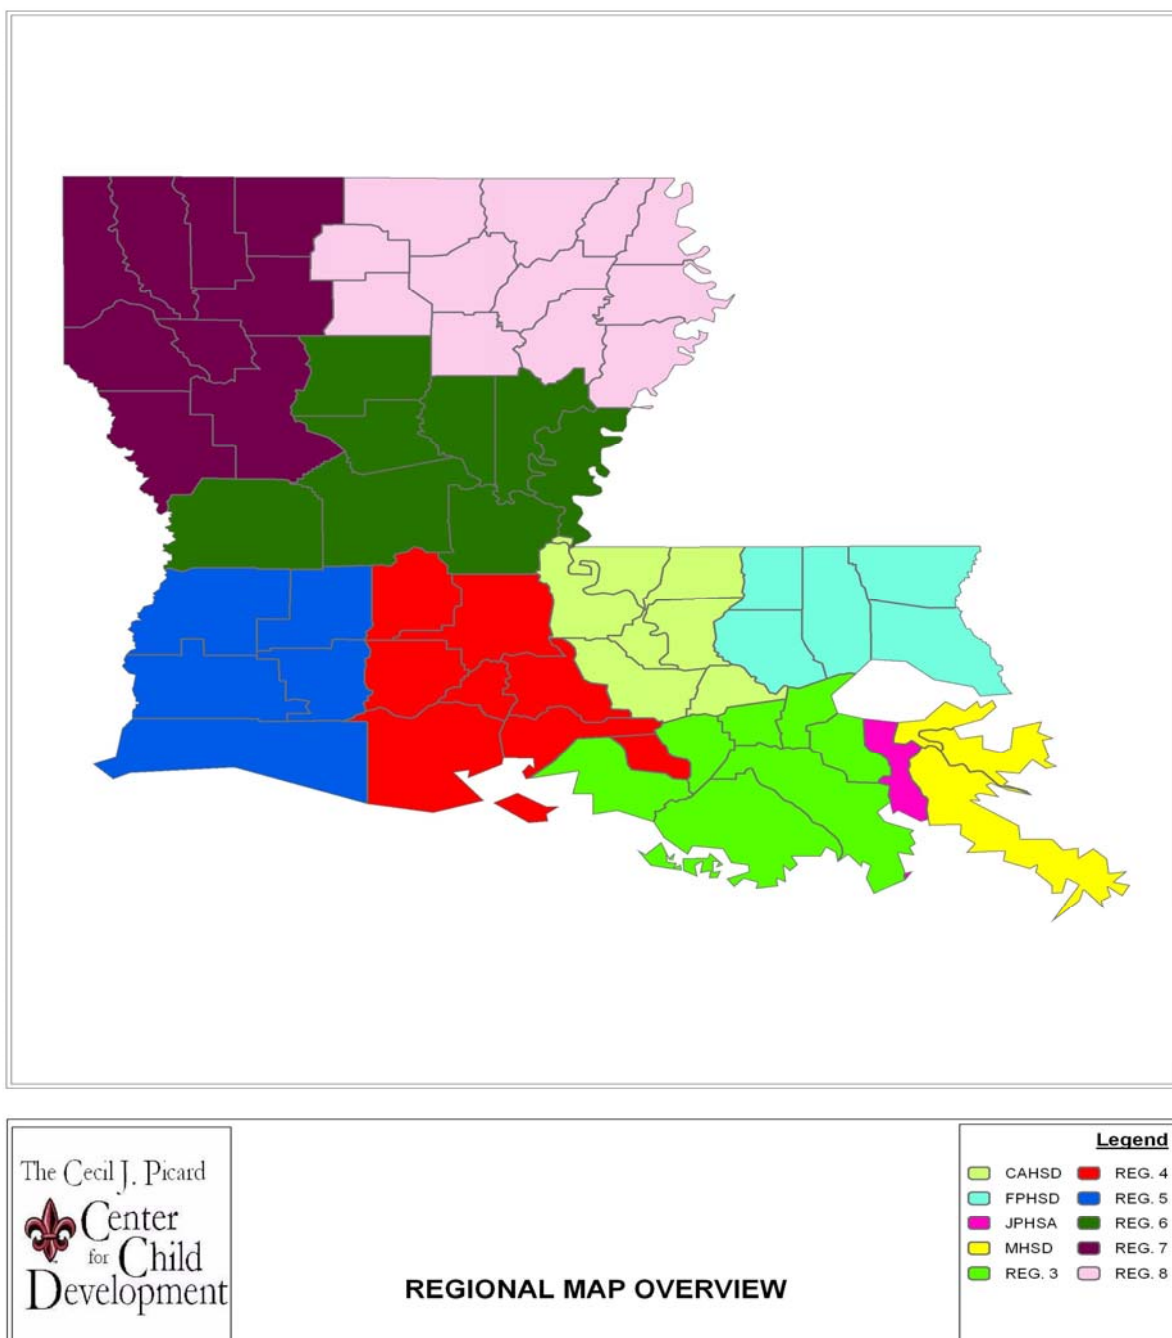 The Cecil J. Picard
Center
for Child
Development
REGIONAL MAP OVERVIEW
Legend
CAHSD
FPHSD
JPHSA
MHSD
REG. 3
REG. 4
REG. 5
REG. 6
REG. 7
REG. 8